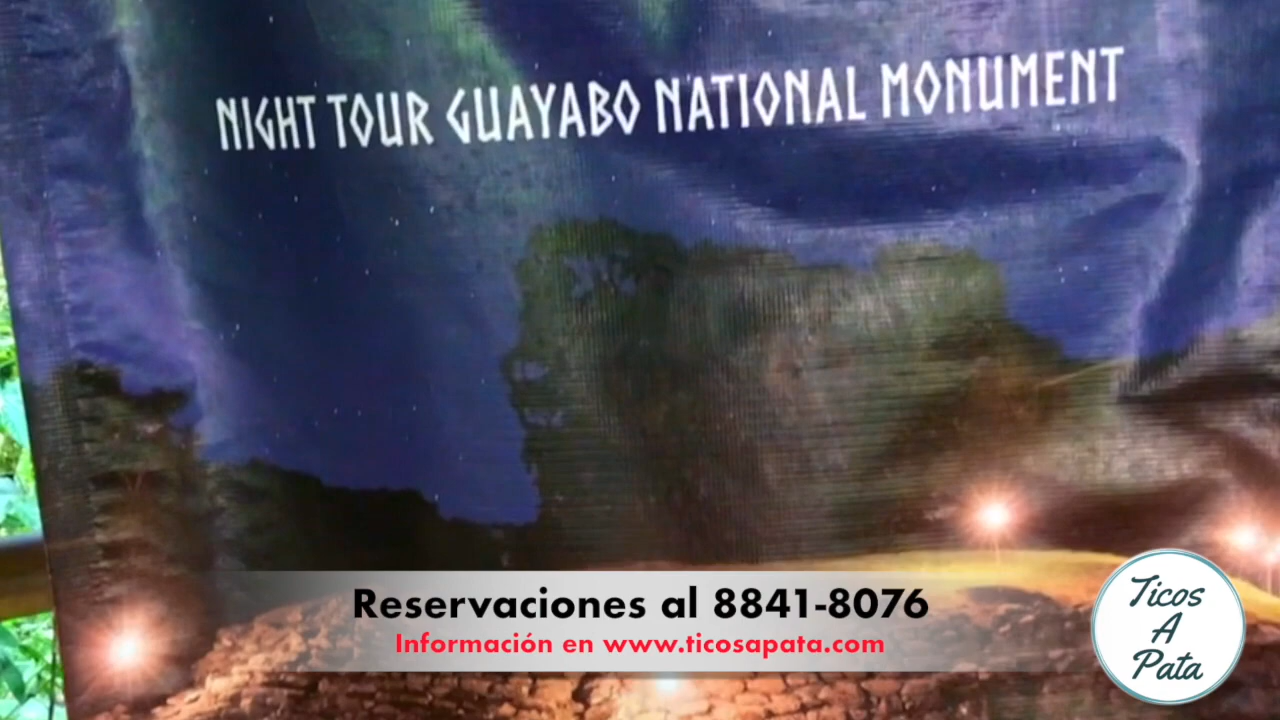 NIGHT TOUR GUAYABO NATIONAL MONUMENT
Reservaciones al 8841-8076
Información en www.ticosapata.com
Ticos
A
Pata